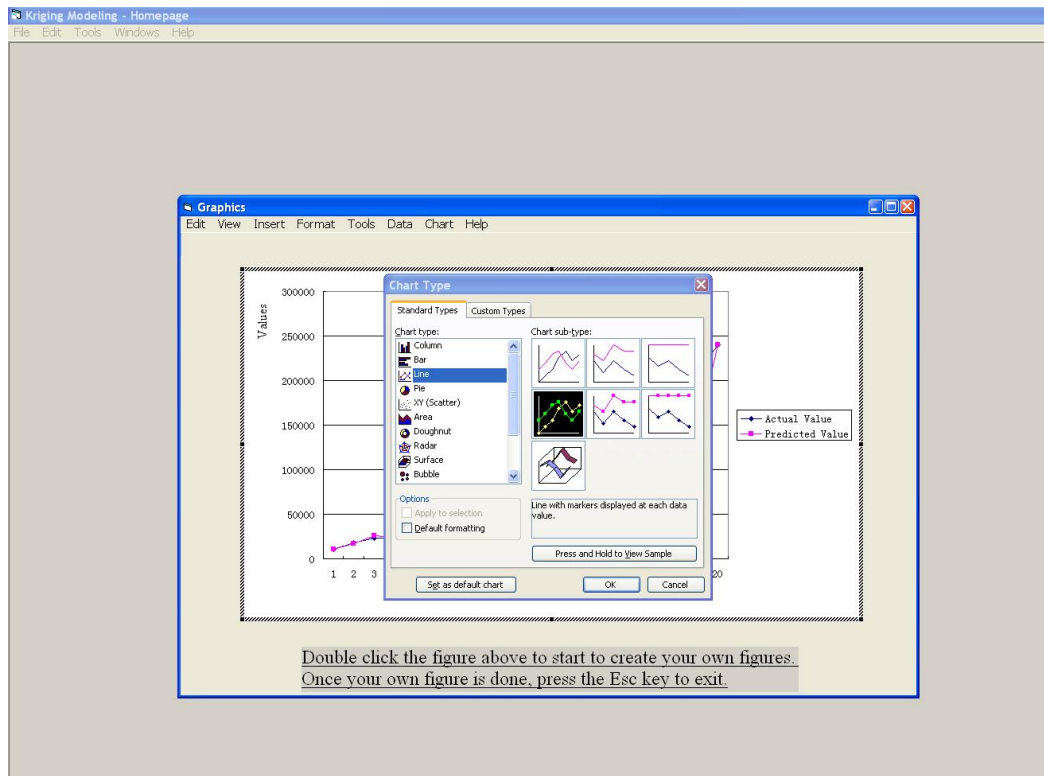 Kriging Modeling - Homepage
File Edit Tools Windows Help
Graphics
Edit View Insert Format Tools Data Chart Help
Values
300000
250000
200000
150000
100000
50000
0
1 2 3
20
Actual Value
Predicted Value
Chart Type
Standard Types Custom Types
Chart type:
Column
Bar
Line
Pie
XY (Scatter)
Area
Doughnut
Radar
Surface
Bubble
Chart sub-type:
Options
Apply to selection
Default formatting
Line with markers displayed at each data
value.
Press and Hold to View Sample
Set as default chart
OK
Cancel
Double click the figure above to start to create your own figures.
Once your own figure is done, press the Esc key to exit.